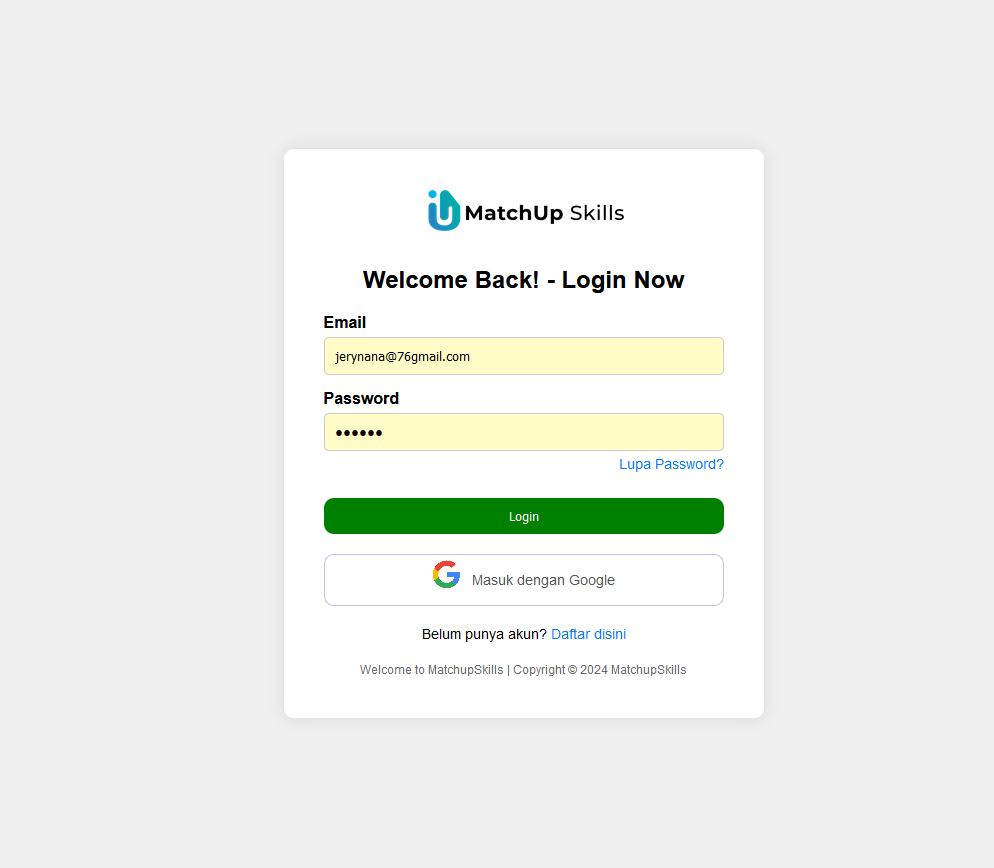 MatchUp Skills
Welcome Back! - Login Now
Email
jerynana@76gmail.com
Password
••••••
Lupa Password?
Login
Masuk dengan Google
Belum punya akun? Daftar disini
Welcome to MatchupSkills | Copyright © 2024 MatchupSkills